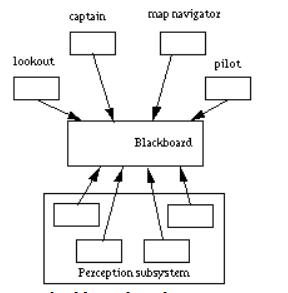 captain
map navigator
lookout
pilot
Blackboard
Perception subsystem